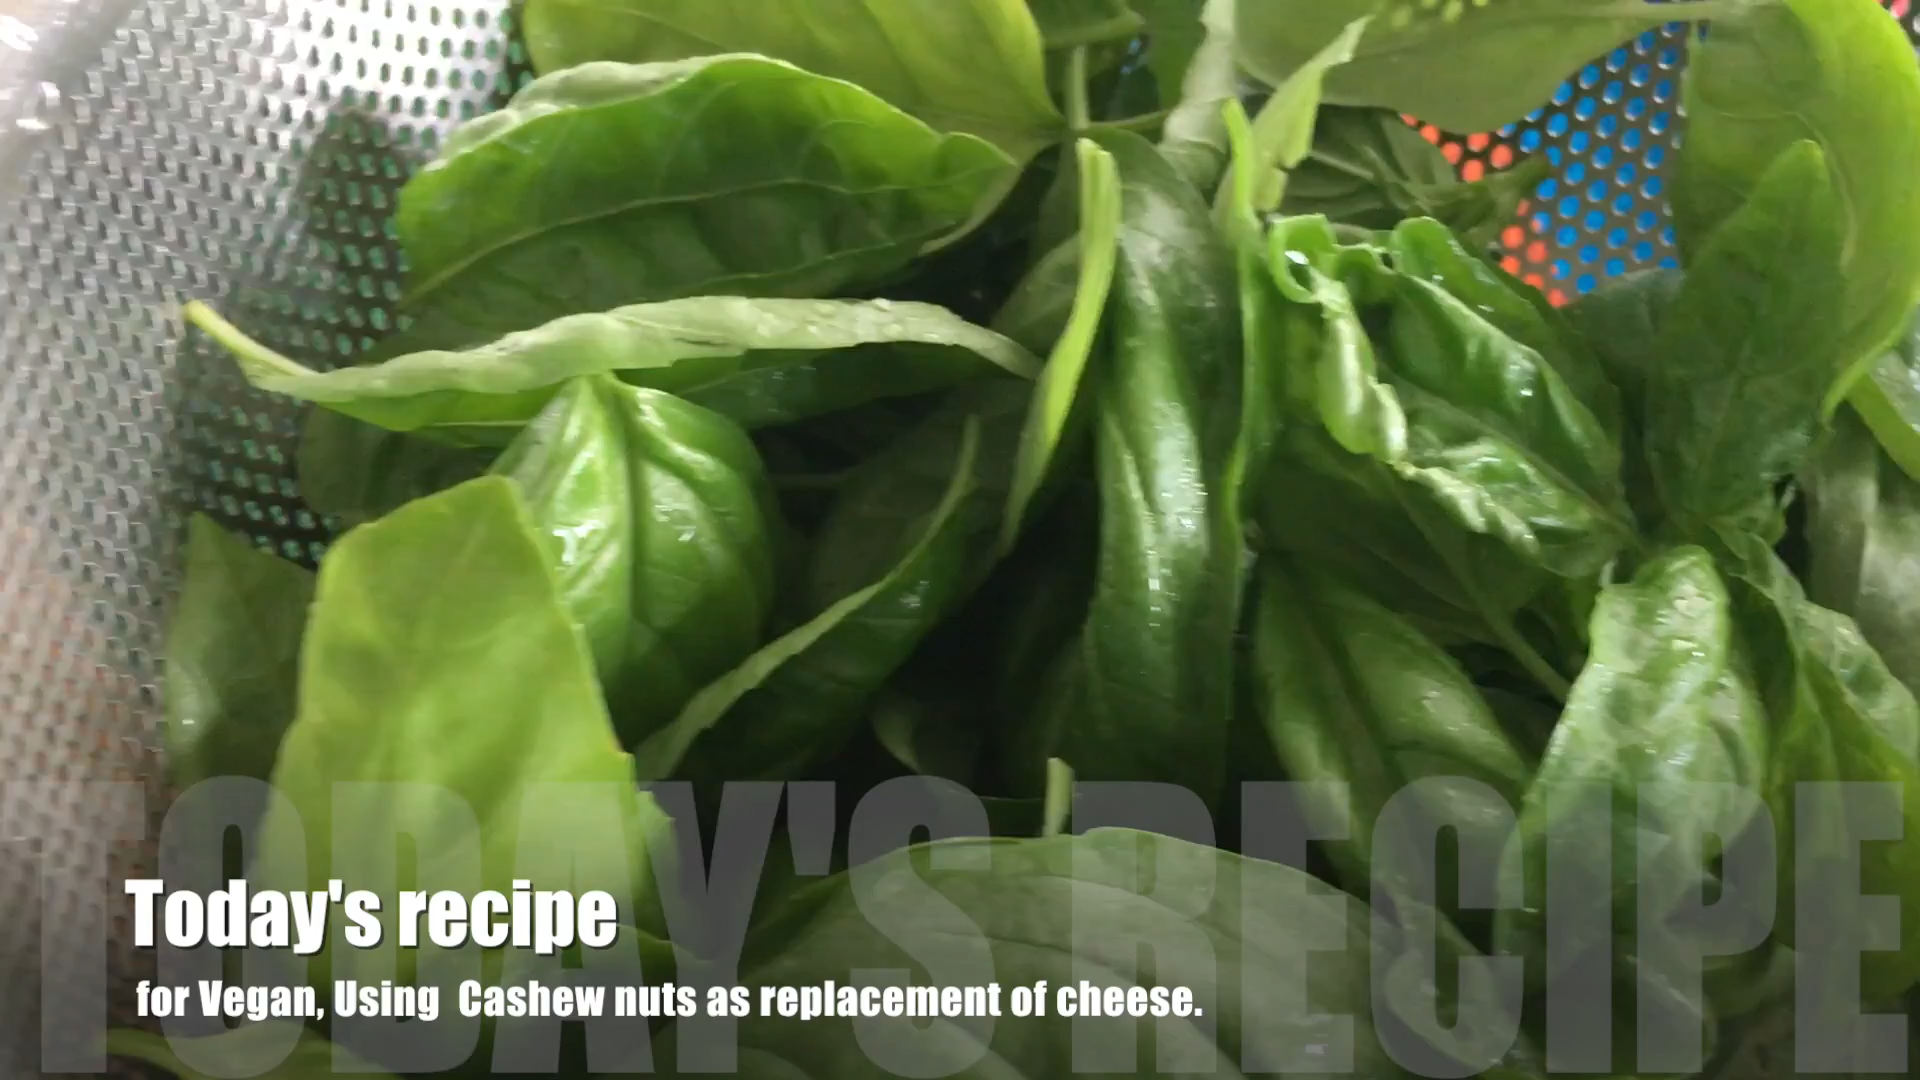 TODAY'S RECIPE
Today's recipe
for Vegan, Using  Cashew nuts as replacement of cheese.